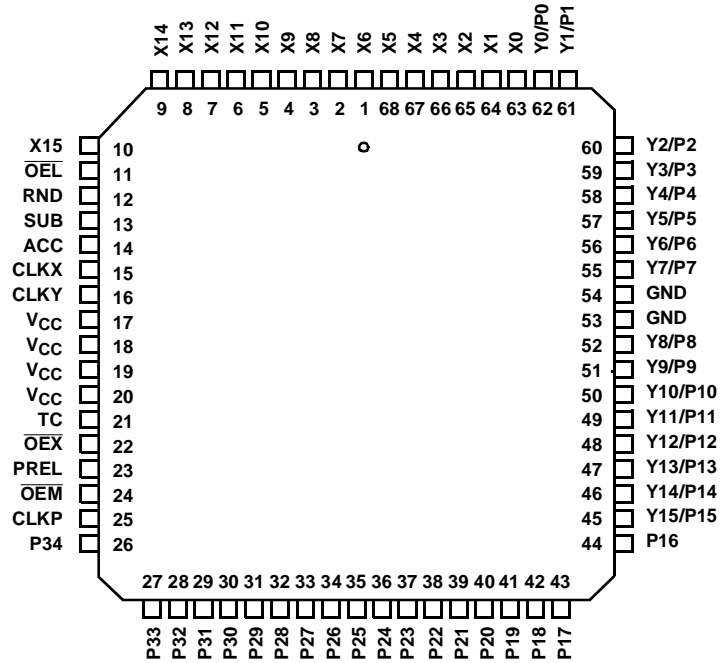 X14 X13 X12 X11 X10 X9 X8 X7 X6 X5 X4 X3 X2 X1 X0 Y0/P0 Y1/P1
9 8 7 6 5 4 3 2 1 68 67 66 65 64 63 62 61
X15 10 60 Y2/P2
OEL 11 59 Y3/P3
RND 12 58 Y4/P4
SUB 13 57 Y5/P5
ACC 14 56 Y6/P6
CLKX 15 55 Y7/P7
CLKY 16 54 GND
VCC 17 53 GND
VCC 18 52 Y8/P8
VCC 19 51 Y9/P9
VCC 20 50 Y10/P10
TC 21 49 Y11/P11
OEX 22 48 Y12/P12
PREL 23 47 Y13/P13
OEM 24 46 Y14/P14
CLKP 25 45 Y15/P15
P34 26 44 P16
27 28 29 30 31 32 33 34 35 36 37 38 39 40 41 42 43
P33 P32 P31 P30 P29 P28 P27 P26 P25 P24 P23 P22 P21 P20 P19 P18 P17